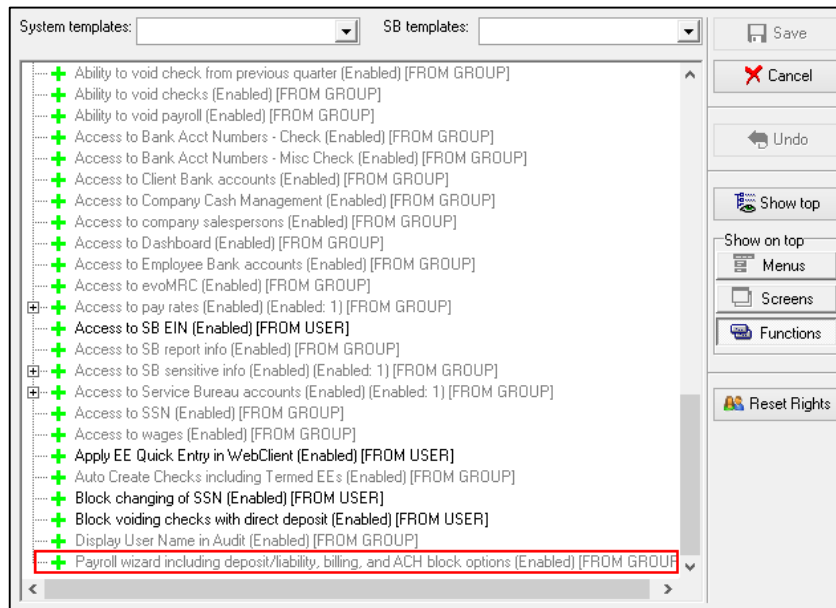 System templates:
SB templates:
Save
Ability to void check from previous quarter (Enabled) [FROM GROUP]
Ability to void checks (Enabled) [FROM GROUP]
Ability to void payroll (Enabled) [FROM GROUP]
Access to Bank Acct Numbers - Check (Enabled) [FROM GROUP]
Access to Bank Acct Numbers - Misc Check (Enabled) [FROM GROUP]
Access to Client Bank accounts (Enabled) [FROM GROUP]
Access to Company Cash Management (Enabled) [FROM GROUP]
Access to company salespersons (Enabled) [FROM GROUP]
Access to Dashboard (Enabled) [FROM GROUP]
Access to Employee Bank accounts (Enabled) [FROM GROUP]
Access to evoMRC (Enabled) [FROM GROUP]
Access to pay rates (Enabled) (Enabled: 1) [FROM GROUP]
Access to SB EIN (Enabled) [FROM USER]
Access to SB report info (Enabled) [FROM GROUP]
Access to SB sensitive info (Enabled) (Enabled: 1) [FROM GROUP]
Access to Service Bureau accounts (Enabled) (Enabled: 1) [FROM GROUP]
Access to SSN (Enabled) [FROM GROUP]
Access to wages (Enabled) [FROM GROUP]
Apply EE Quick Entry in WebClient (Enabled) [FROM USER]
Auto Create Checks including Termed EEs (Enabled) [FROM GROUP]
Block changing of SSN (Enabled) [FROM USER]
Block voiding checks with direct deposit (Enabled) [FROM USER]
Display User Name in Audit (Enabled) [FROM GROUP]
Payroll wizard including deposit/liability, billing, and ACH block options (Enabled) [FROM GROUP
Cancel
Undo
Show top
Show on top
Menus
Screens
Functions
Reset Rights